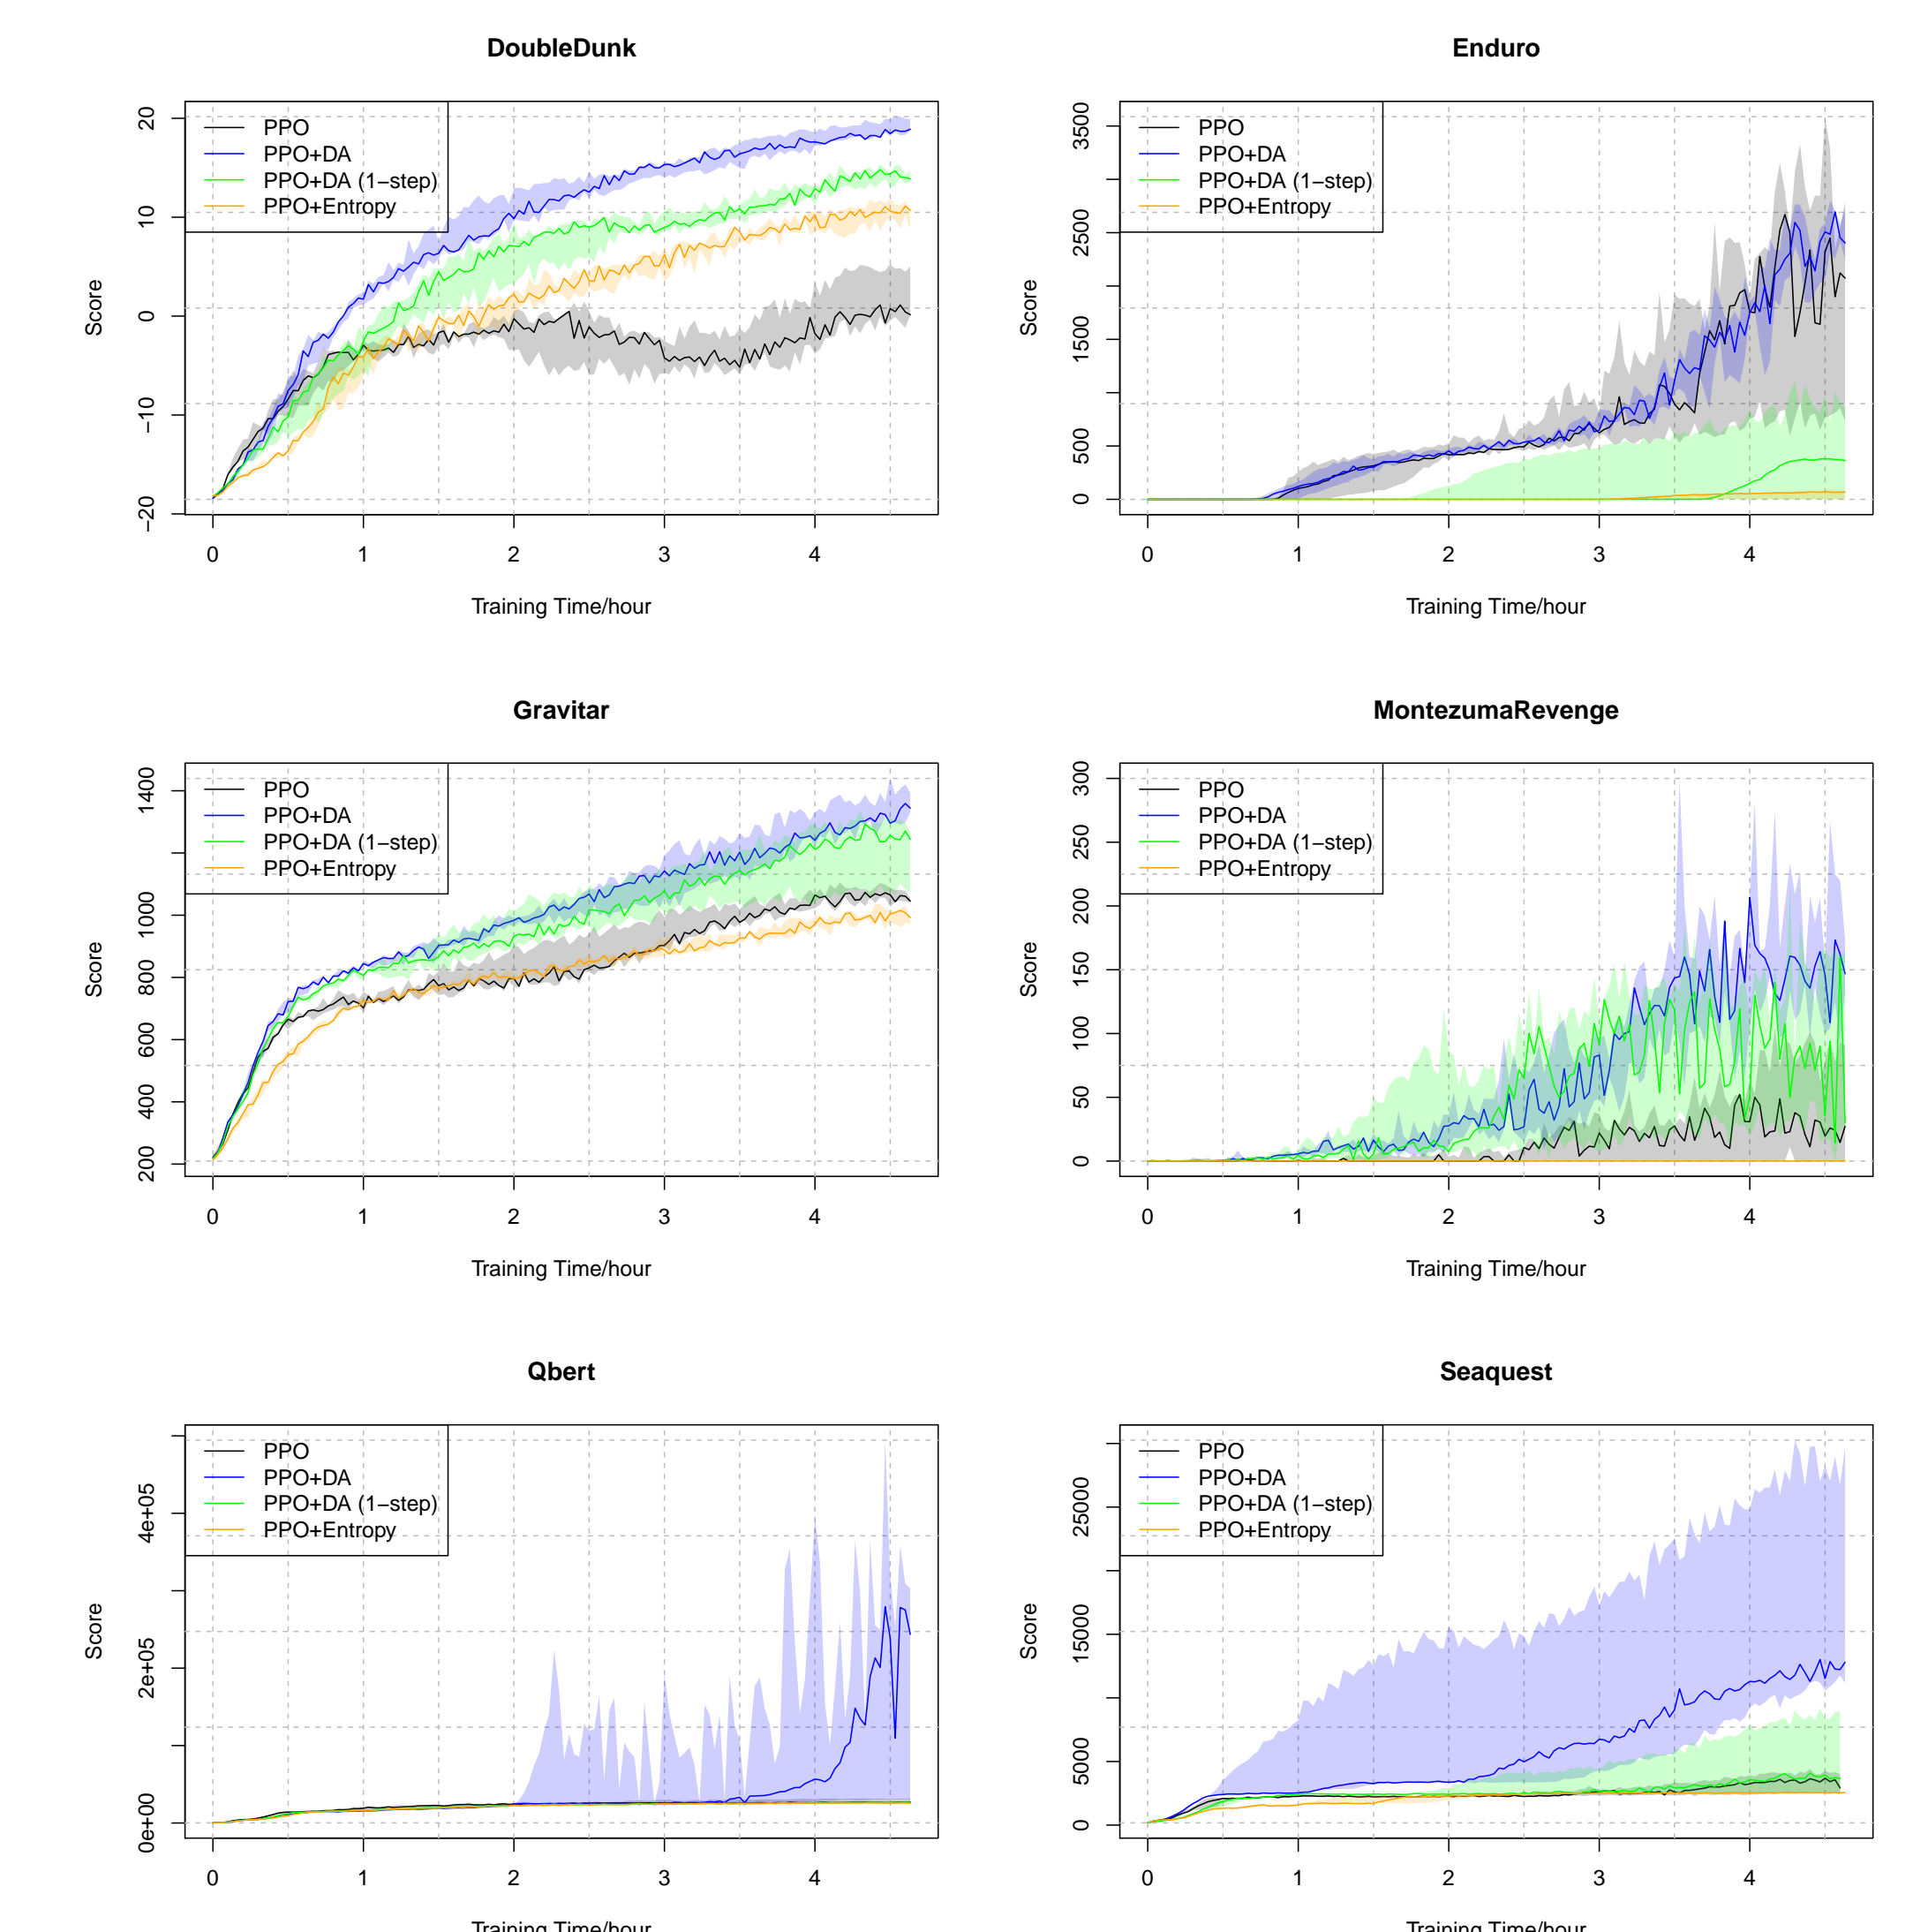 DoubleDunk
PPO
PPO+DA
PPO+DA (1−step)
PPO+Entropy
20
10
0
−10
−20
Score
0 1 2 3 4
Training Time/hour
Enduro
PPO
PPO+DA
PPO+DA (1−step)
PPO+Entropy
3500
2500
1500
500
0
Score
0 1 2 3 4
Training Time/hour
Gravitar
PPO
PPO+DA
PPO+DA (1−step)
PPO+Entropy
1400
1000
800
600
400
200
Score
0 1 2 3 4
Training Time/hour
MontezumaRevenge
PPO
PPO+DA
PPO+DA (1−step)
PPO+Entropy
300
250
200
150
100
50
0
Score
0 1 2 3 4
Training Time/hour
Qbert
PPO
PPO+DA
PPO+DA (1−step)
PPO+Entropy
4e+05
2e+05
0e+00
Score
0 1 2 3 4
Training Time/hour
Seaquest
PPO
PPO+DA
PPO+DA (1−step)
PPO+Entropy
25000
15000
5000
0
Score
0 1 2 3 4
Training Time/hour